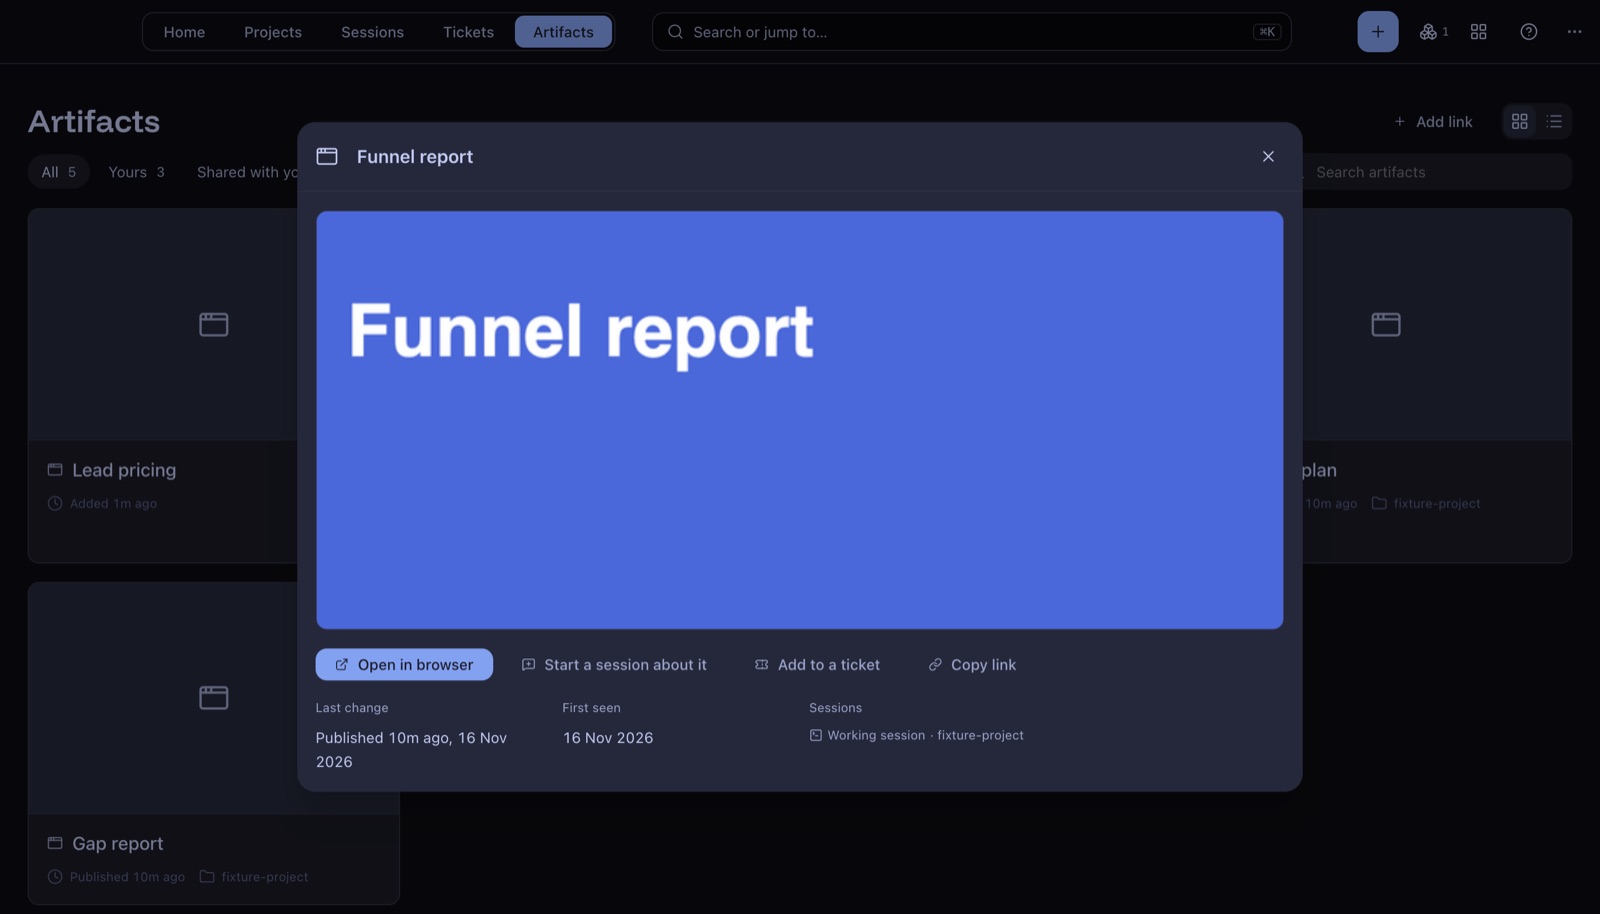 Home Projects Sessions Tickets Artifacts Search or jump to... ⌘K 1
Artifacts
+ Add link
All 5 Yours 3 Shared with yo
Search artifacts
Funnel report
Funnel report
Lead pricing
Added 1m ago
plan
10m ago fixture-project
Open in browser Start a session about it Add to a ticket Copy link
Last change First seen Sessions
Published 10m ago, 16 Nov 2026
16 Nov 2026
Working session · fixture-project
Gap report
Published 10m ago fixture-project